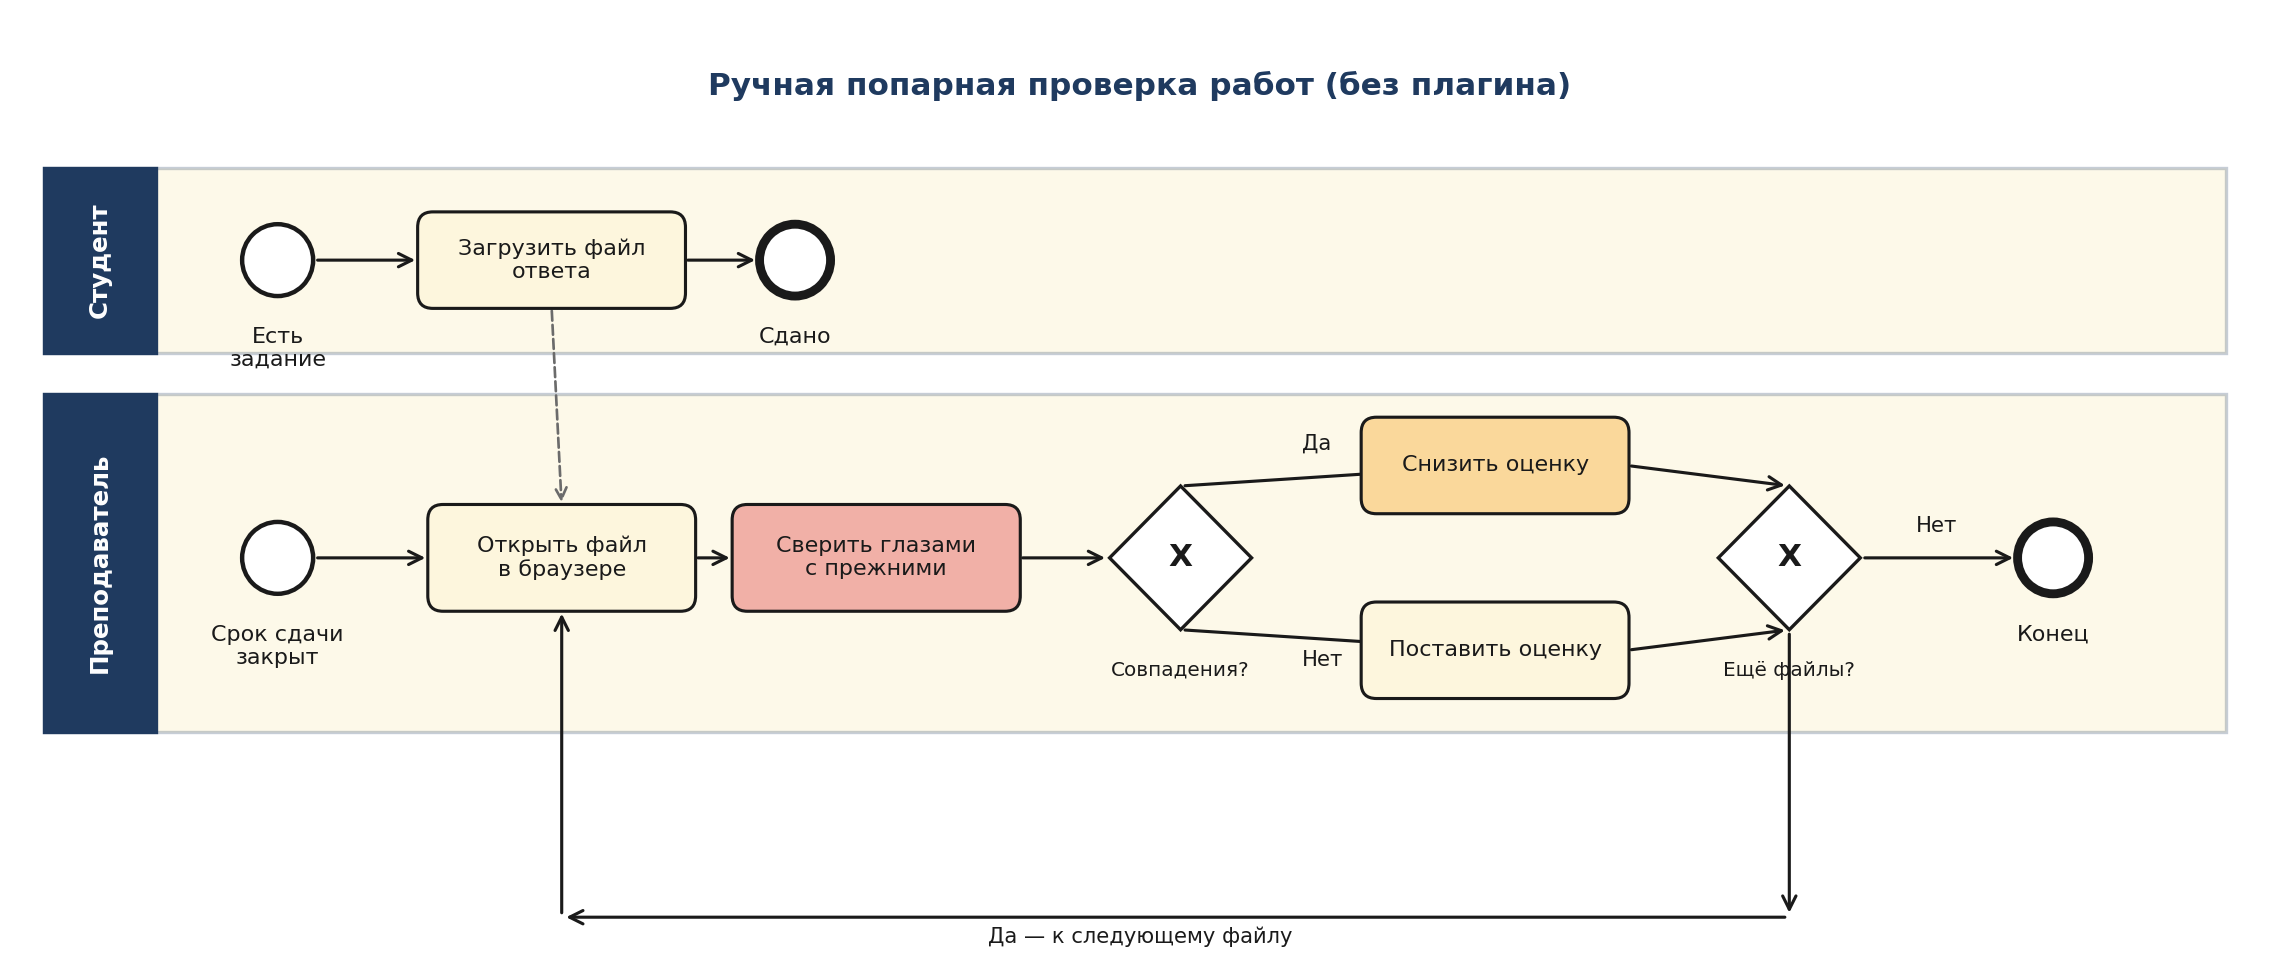 Ручная попарная проверка работ (без плагина)
Студент
Загрузить файл
ответа
Есть
задание
Сдано
Преподаватель
Срок сдачи
закрыт
Открыть файл
в браузере
Сверить глазами
с прежними
X
Совпадения?
Да
Снизить оценку
Нет
Поставить оценку
X
Ещё файлы?
Нет
Конец
Да — к следующему файлу